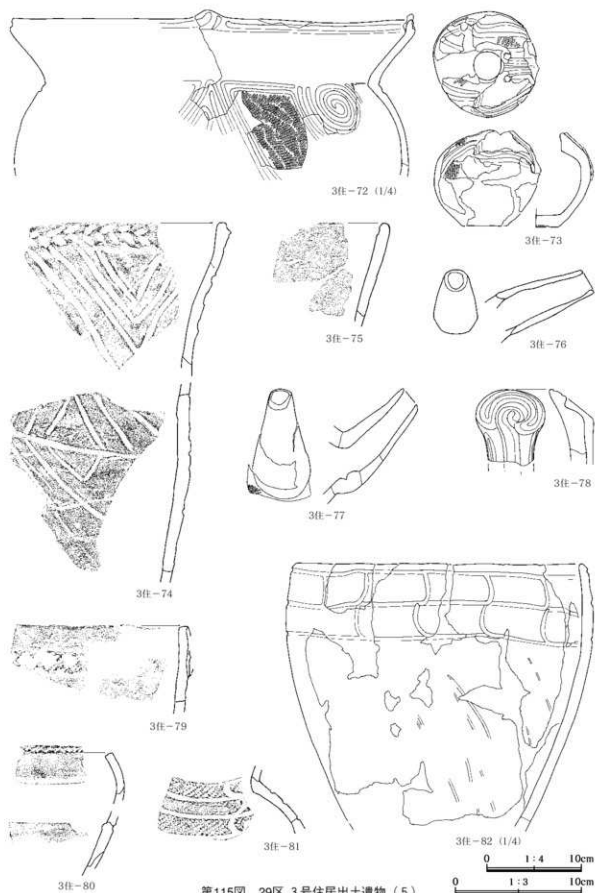 3住-72 (1/4)
3住-73
3住-75
3住-76
3住-74
3住-77
3住-78
3住-79
3住-80
3住-81
3住-82 (1/4)
第115図 29区 3号住居出土遺物（5）
0 1:4 10cm
0 1:3 10cm